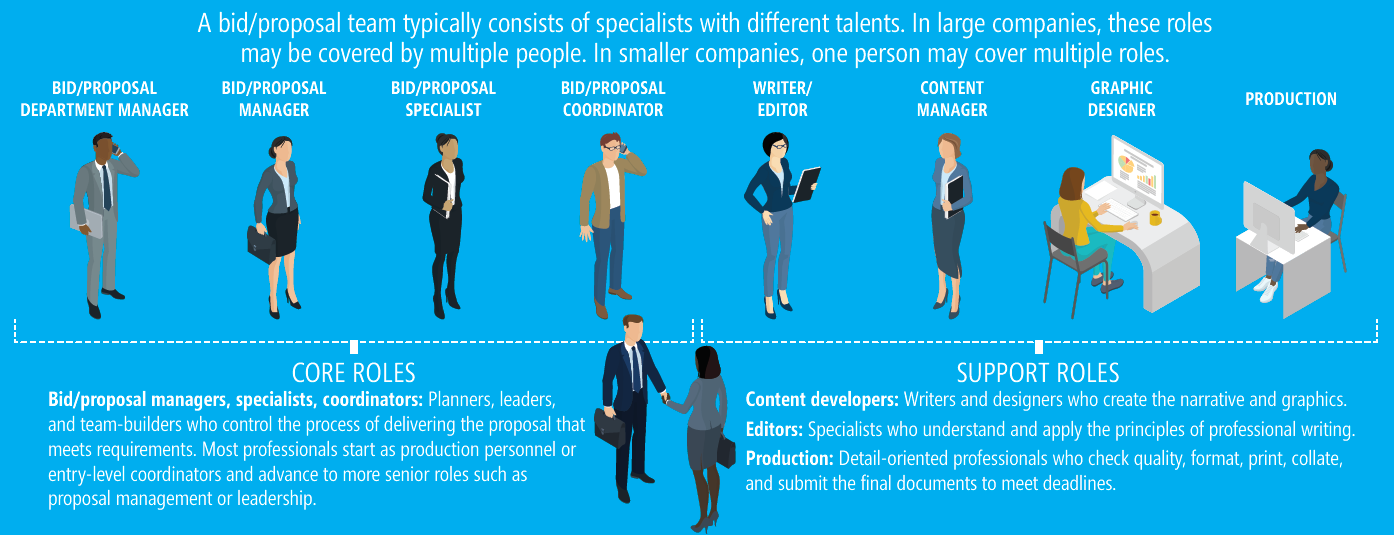 A bid/proposal team typically consists of specialists with different talents. In large companies, these roles
may be covered by multiple people. In smaller companies, one person may cover multiple roles.
BID/PROPOSAL
DEPARTMENT MANAGER
BID/PROPOSAL
MANAGER
BID/PROPOSAL
SPECIALIST
BID/PROPOSAL
COORDINATOR
WRITER/
EDITOR
CONTENT
MANAGER
GRAPHIC
DESIGNER
PRODUCTION
CORE ROLES
Bid/proposal managers, specialists, coordinators: Planners, leaders,
and team-builders who control the process of delivering the proposal that
meets requirements. Most professionals start as production personnel or
entry-level coordinators and advance to more senior roles such as
proposal management or leadership.
SUPPORT ROLES
Content developers: Writers and designers who create the narrative and graphics.
Editors: Specialists who understand and apply the principles of professional writing.
Production: Detail-oriented professionals who check quality, format, print, collate,
and submit the final documents to meet deadlines.